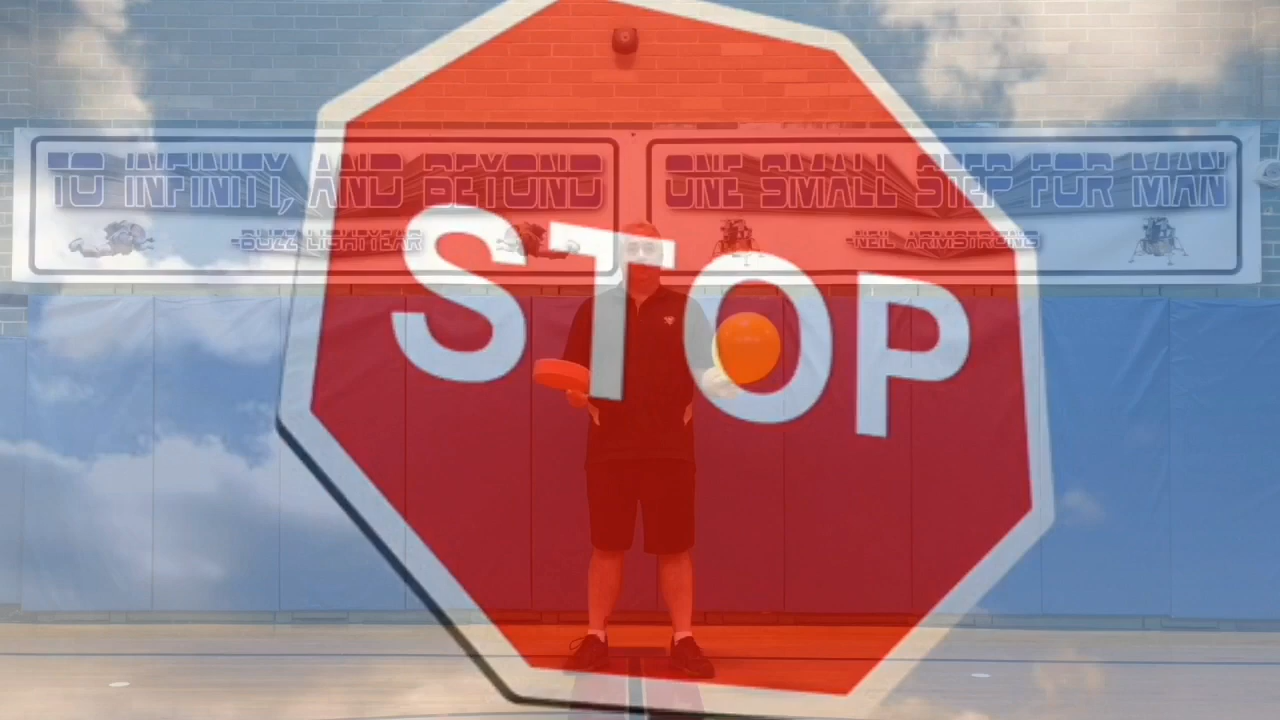 TO INFINITY, AND BEYOND
-BUZZ LIGHTYEAR
ONE SMALL STEP FOR MAN
-NEIL ARMSTRONG
STOP